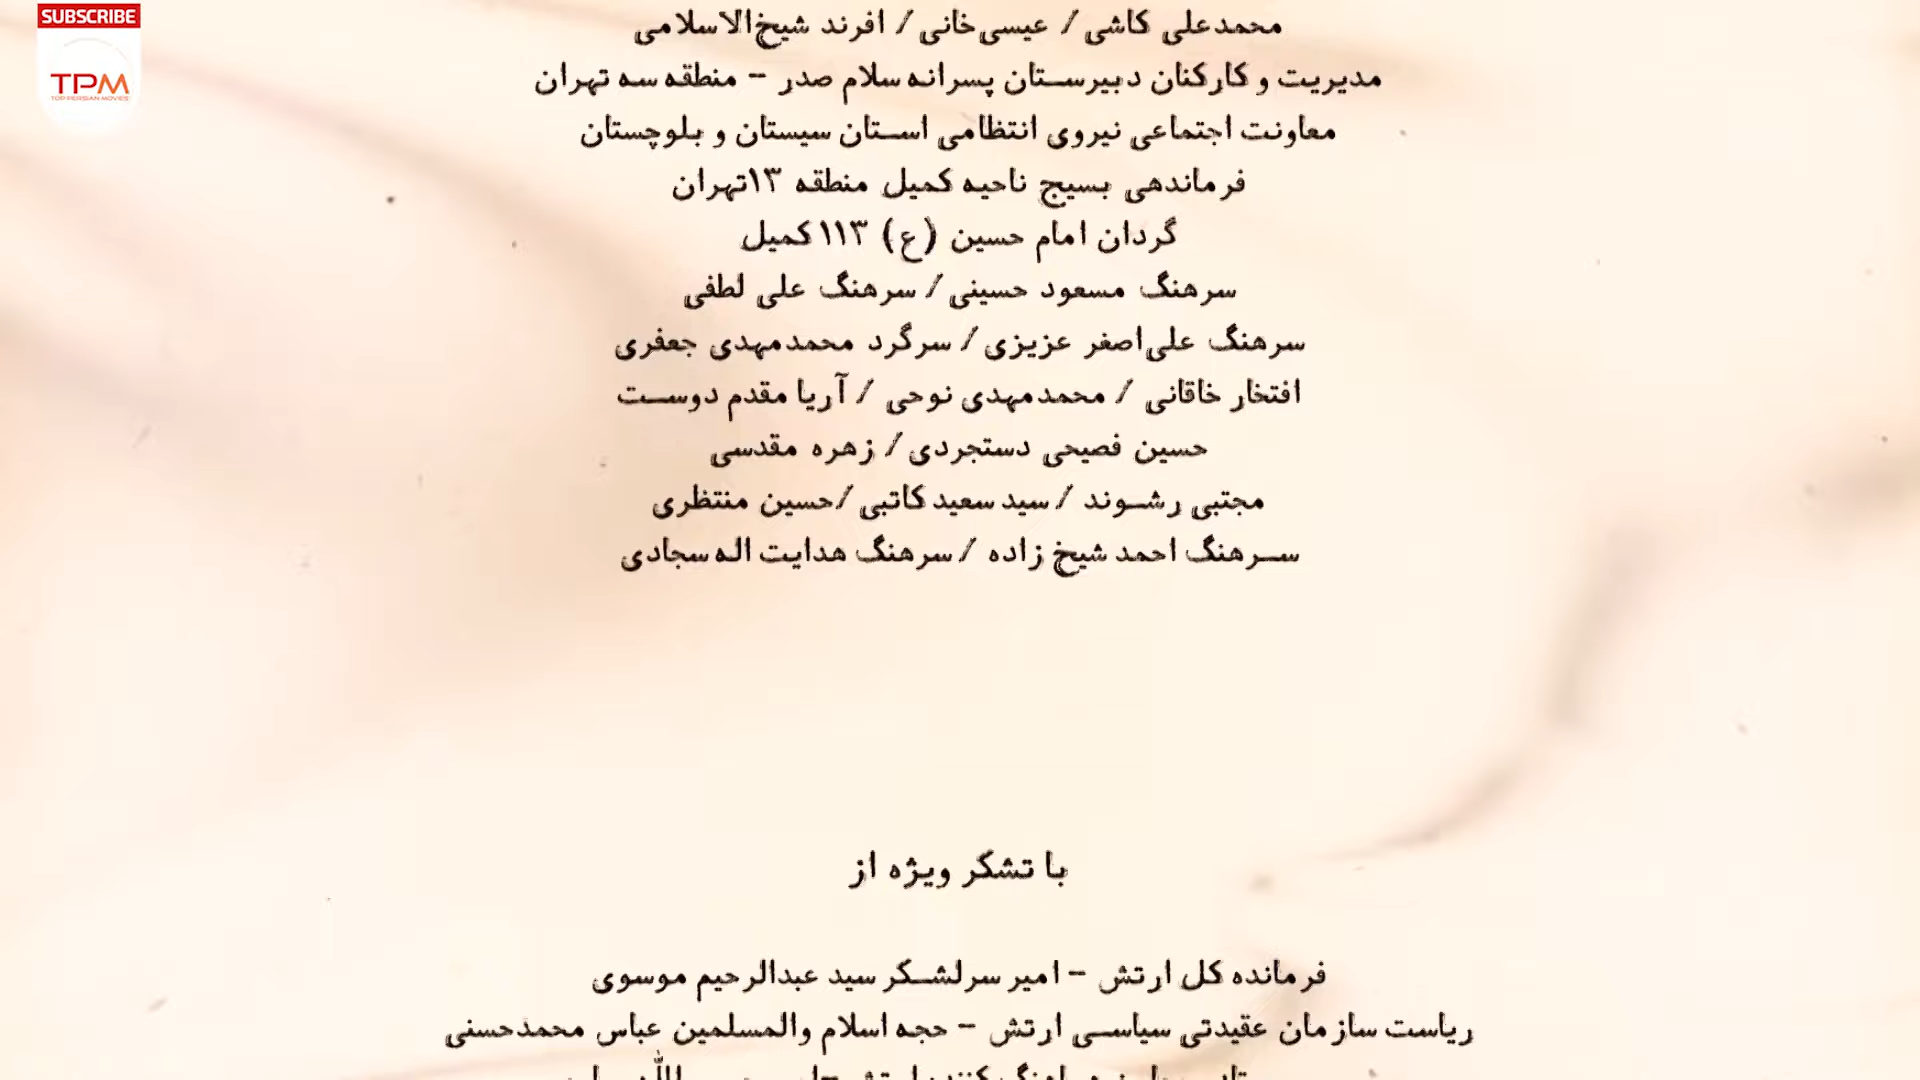 SUBSCRIBE
TPM
TOP PERSIAN MOVIES
محمدعلی کاشی / عیسی‌خانی / افرند شیخ‌الاسلامی
مدیریت و کارکنان دبیرستان پسرانه سلام صدر - منطقه سه تهران
معاونت اجتماعی نیروی انتظامی استان سیستان و بلوچستان
فرماندهی بسیج ناحیه کمیل منطقه ۱۳تهران
گردان امام حسین (ع) ۱۱۳کمیل
سرهنگ مسعود حسینی / سرهنگ علی لطفی
سرهنگ علی‌اصغر عزیزی / سرگرد محمدمهدی جعفری
افتخار خاقانی / محمدمهدی نوحی / آریا مقدم دوست
حسین فصیحی دستجردی / زهره مقدسی
مجتبی رشوند / سید سعید کاتبی /حسین منتظری
سرهنگ احمد شیخ زاده / سرهنگ هدایت اله سجادی
با تشکر ویژه از
فرمانده کل ارتش - امیر سرلشگر سید عبدالرحیم موسوی
ریاست سازمان عقیدتی سیاسی ارتش - حجه اسلام والمسلمین عباس محمدحسنی